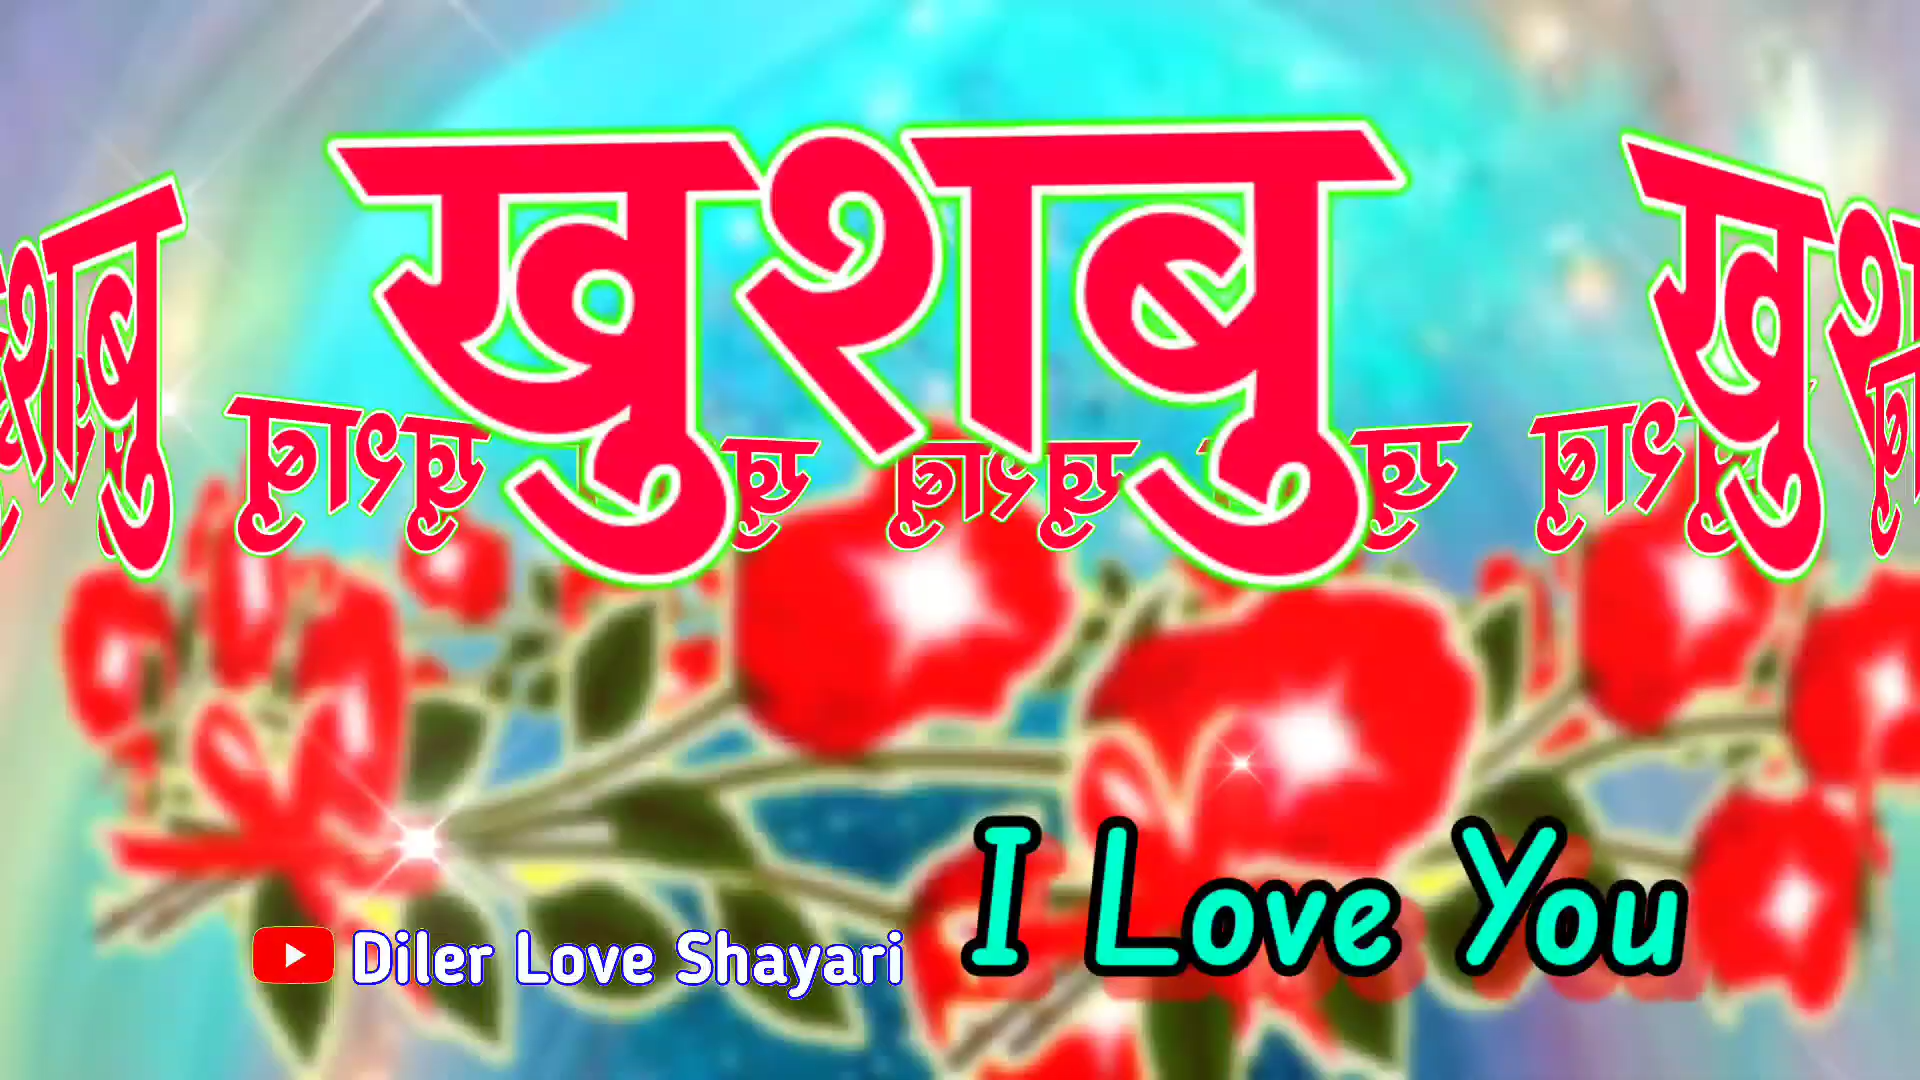 खुशबु
I Love You
Diler Love Shayari